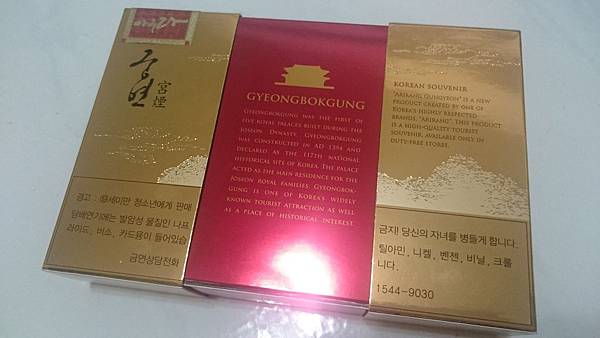 아리랑
궁연
宮煙
경고 : ⑲세미만 청소년에게 판매
담배연기에는 발암성 물질인 나프
라이드, 비소, 카드뮴이 들어있습
금연상담전화
GYEONGBOKGUNG
GYEONGBOKGUNG WAS THE FIRST OF
FIVE ROYAL PALACES BUILT DURING THE
JOSEON DYNASTY. GYEONGBOKGUNG
WAS CONSTRUCTED IN AD 1394 AND
DECLARED AS THE 117TH NATIONAL
HISTORICAL SITE OF KOREA. THE PALACE
ACTED AS THE MAIN RESIDENCE FOR THE
JOSEON ROYAL FAMILIES. GYEONGBOK-
GUNG IS ONE OF KOREA'S WIDELY
KNOWN TOURIST ATTRACTION AS WELL
AS A PLACE OF HISTORICAL INTEREST.
KOREAN SOUVENIR
"ARIRANG GUNGYEON" IS A NEW
PRODUCT CREATED BY ONE OF
KOREA'S HIGHLY RESPECTED
BRANDS, "ARIRANG". THIS PRODUCT
IS A HIGH-QUALITY TOURIST
SOUVENIR, AVAILABLE ONLY IN
DUTY-FREE STORES.
금지! 당신의 자녀를 병들게 합니다.
틸아민, 니켈, 벤젠, 비닐, 크롤
니다.
1544-9030